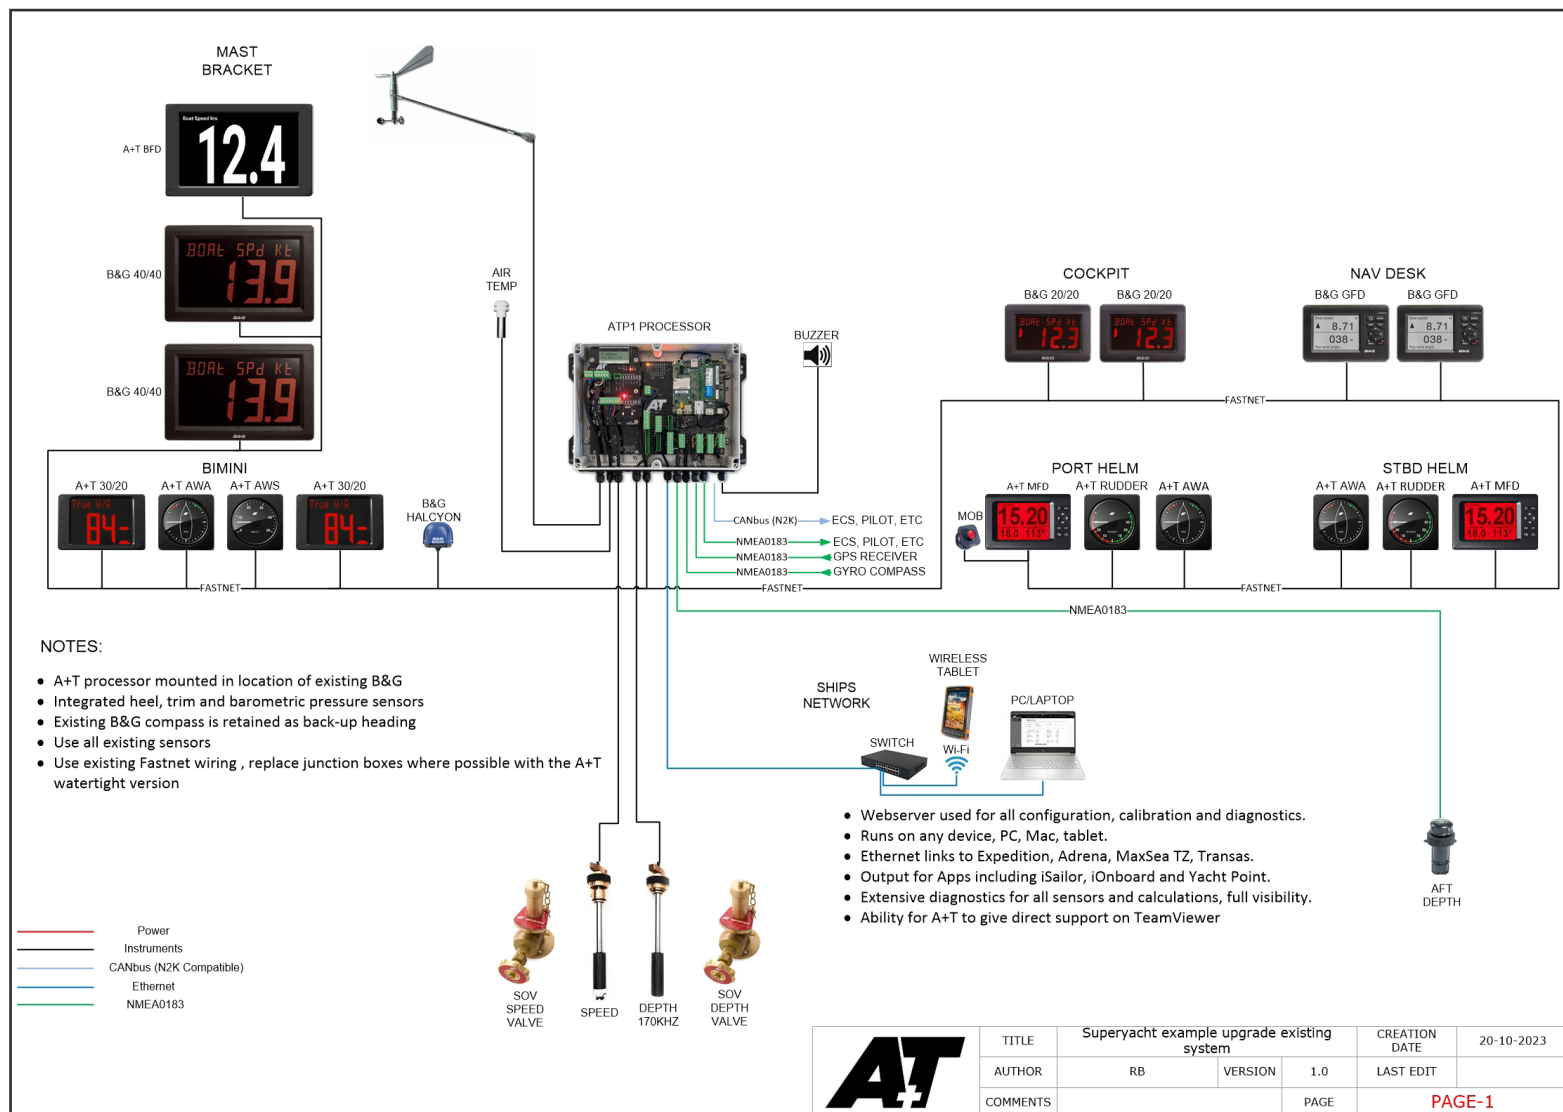 MAST
BRACKET
A+T BFD
Boat Speed kts
12.4
B&G 40/40
BOAt SPd Kt
13.9
B&G
B&G 40/40
BOAt SPd Kt
13.9
B&G
AIR
TEMP
ATP1 PROCESSOR
BUZZER
COCKPIT
B&G 20/20
B&G 20/20
BOAt SPd Kt
12.3
BOAt SPd Kt
12.3
NAV DESK
B&G GFD
B&G GFD
8.71
038-
8.71
038-
FASTNET
BIMINI
A+T 30/20
A+T AWA
A+T AWS
A+T 30/20
True W/A
84
True W/A
84
B&G
HALCYON
FASTNET
CANbus (N2K)
ECS, PILOT, ETC
NMEA0183
ECS, PILOT, ETC
NMEA0183
GPS RECEIVER
NMEA0183
GYRO COMPASS
FASTNET
PORT HELM
A+T MFD
A+T RUDDER
A+T AWA
MOB
15.20
18.0 113°
STBD HELM
A+T AWA
A+T RUDDER
A+T MFD
15.20
18.0 113°
FASTNET
NMEA0183
NOTES:
• A+T processor mounted in location of existing B&G
• Integrated heel, trim and barometric pressure sensors
• Existing B&G compass is retained as back-up heading
• Use all existing sensors
• Use existing Fastnet wiring , replace junction boxes where possible with the A+T
watertight version
SHIPS
NETWORK
WIRELESS
TABLET
PC/LAPTOP
SWITCH
Wi-Fi
• Webserver used for all configuration, calibration and diagnostics.
• Runs on any device, PC, Mac, tablet.
• Ethernet links to Expedition, Adrena, MaxSea TZ, Transas.
• Output for Apps including iSailor, iOnboard and Yacht Point.
• Extensive diagnostics for all sensors and calculations, full visibility.
• Ability for A+T to give direct support on TeamViewer
AFT
DEPTH
SOV
SPEED
VALVE
SPEED
DEPTH
170KHZ
SOV
DEPTH
VALVE
Power
Instruments
CANbus (N2K Compatible)
Ethernet
NMEA0183
A+T
TITLE
Superyacht example upgrade existing
system
CREATION
DATE
20-10-2023
AUTHOR
RB
VERSION
1.0
LAST EDIT
COMMENTS
PAGE
PAGE-1